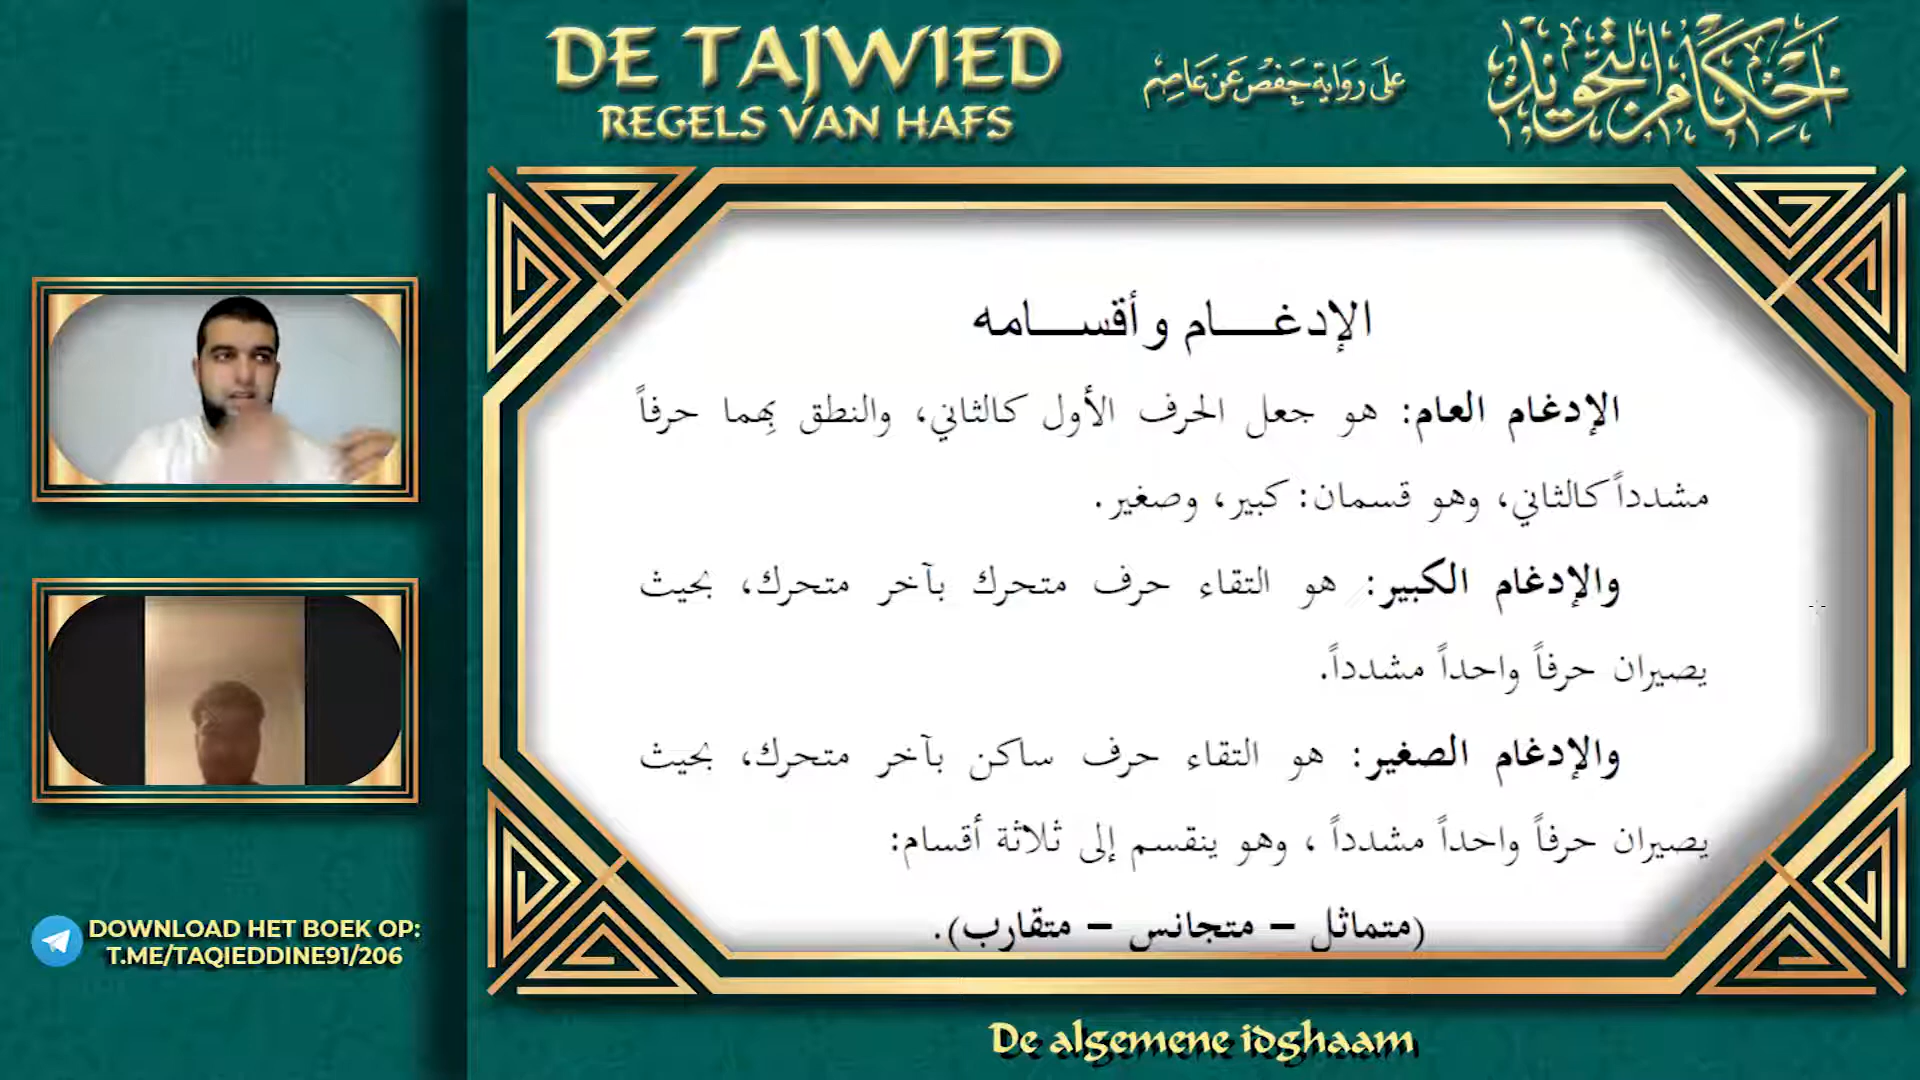 DE TAJWIED
REGELS VAN HAFS
على رواية حفص عن عاصم
أحكام التجويد
الإدغـــام وأقســـامه
الإدغام العام: هو جعل الحرف الأول كالثاني، والنطق بِهما حرفاً
مشدداً كالثاني، وهو قسمان: كبير، وصغير.
والإدغام الكبير: هو التقاء حرف متحرك بآخر متحرك، بحيث
يصيران حرفاً واحداً مشدداً.
والإدغام الصغير: هو التقاء حرف ساكن بآخر متحرك، بحيث
يصيران حرفاً واحداً مشدداً ، وهو ينقسم إلى ثلاثة أقسام:
(متماثل – متجانس – متقارب).
DOWNLOAD HET BOEK OP:
T.ME/TAQIEDDINE91/206
De algemene idghaam